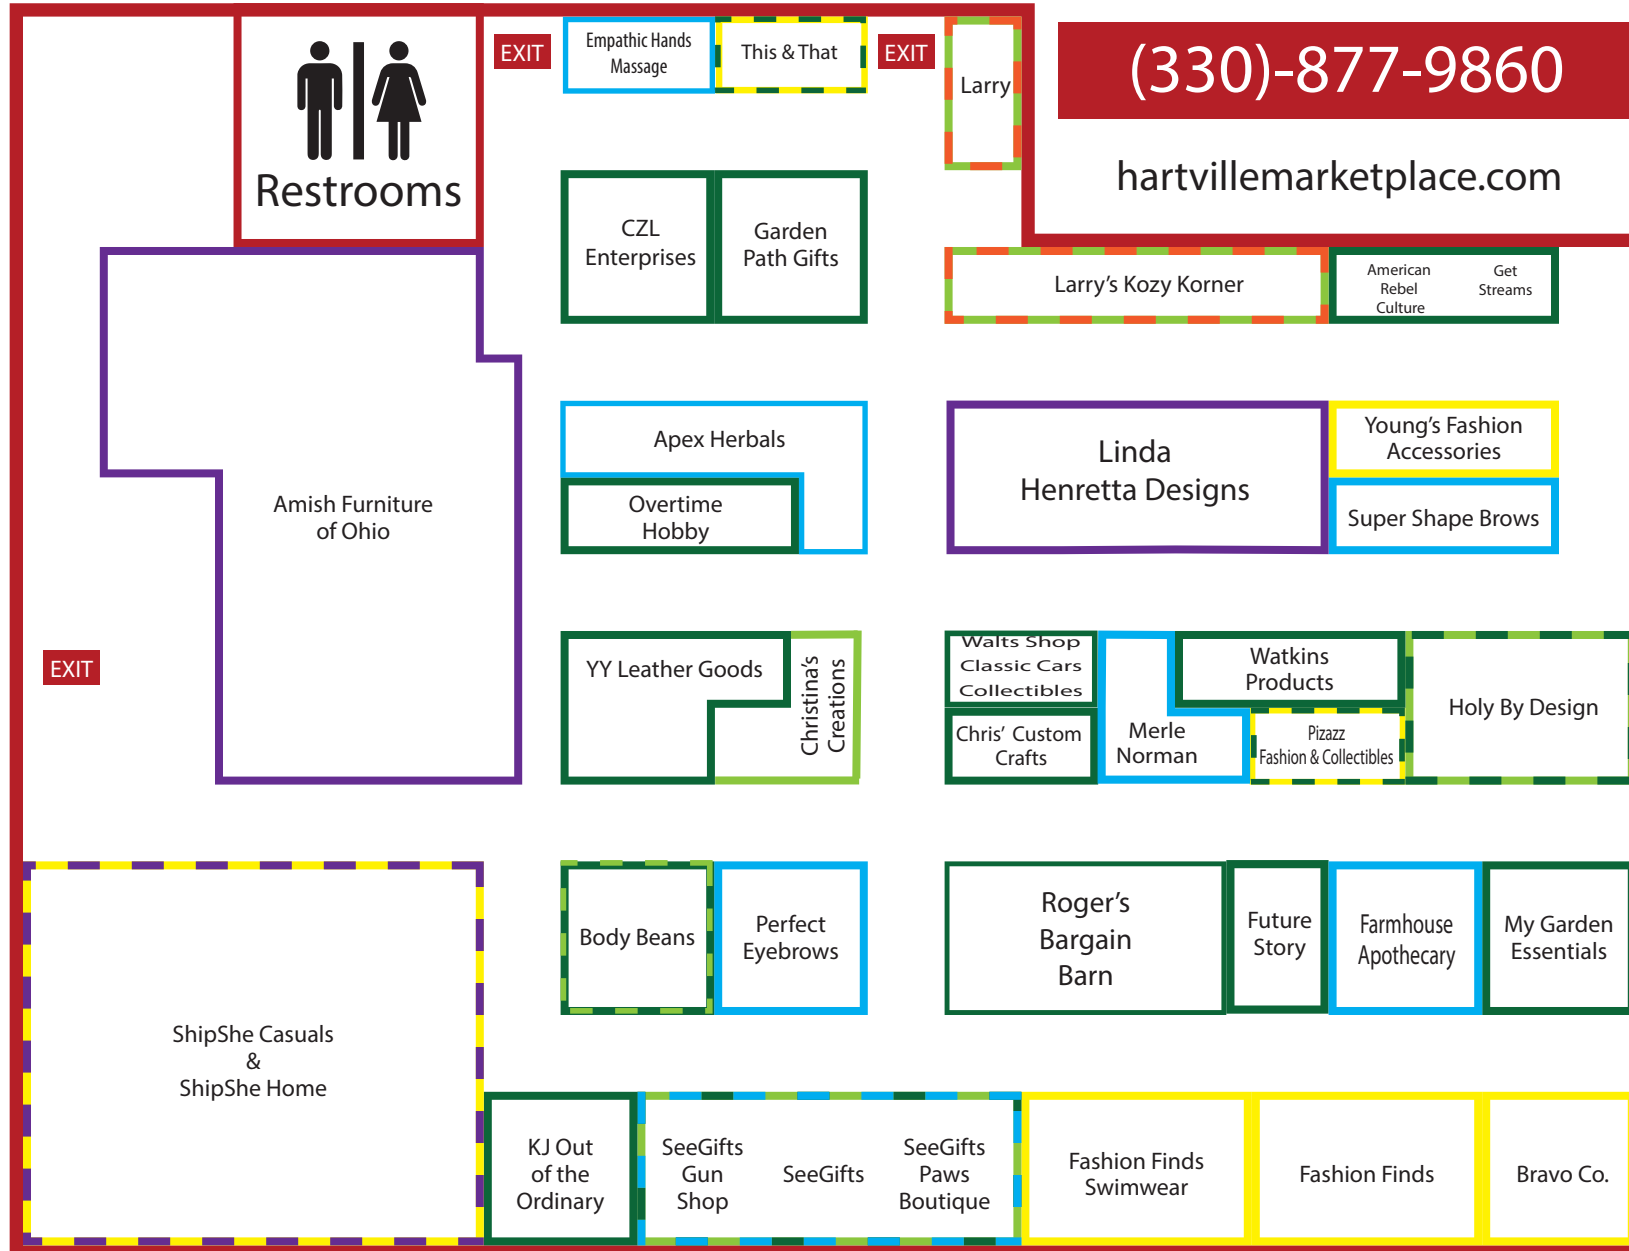 EXIT
Empathic Hands
Massage
This & That
EXIT
Larry
(330)-877-9860
hartvillemarketplace.com
Restrooms
CZL
Enterprises
Garden
Path Gifts
Larry's Kozy Korner
American
Rebel
Culture
Get
Streams
Amish Furniture
of Ohio
Apex Herbals
Overtime
Hobby
Linda
Henretta Designs
Young's Fashion
Accessories
Super Shape Brows
EXIT
YY Leather Goods
Christina's
Creations
Walts Shop
Classic Cars
Collectibles
Chris' Custom
Crafts
Merle
Norman
Watkins
Products
Pizazz
Fashion & Collectibles
Holy By Design
Body Beans
Perfect
Eyebrows
Roger's
Bargain
Barn
Future
Story
Farmhouse
Apothecary
My Garden
Essentials
ShipShe Casuals
&
ShipShe Home
KJ Out
of the
Ordinary
SeeGifts
Gun
Shop
SeeGifts
SeeGifts
Paws
Boutique
Fashion Finds
Swimwear
Fashion Finds
Bravo Co.